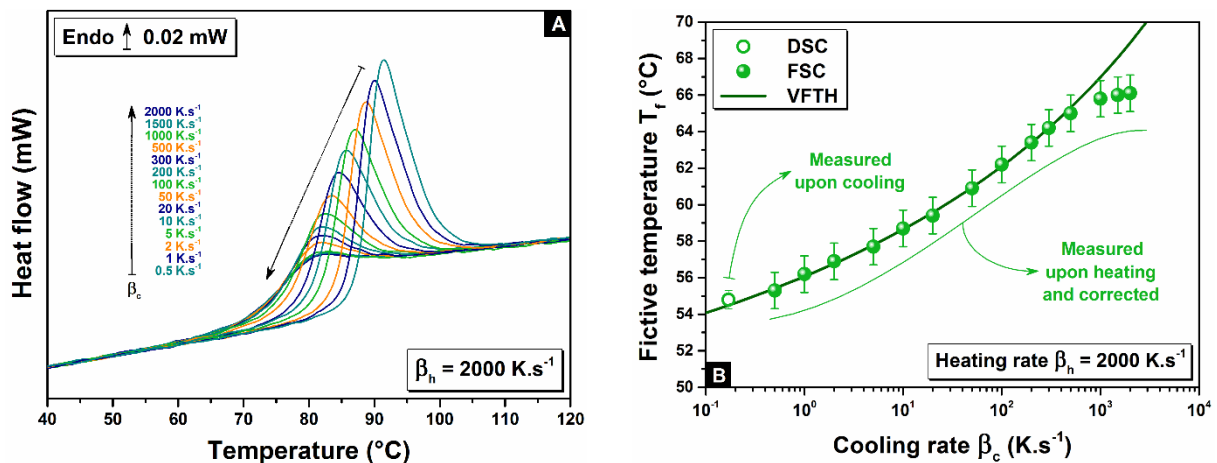 A
Endo 0.02 mW
2000 K.s⁻¹
1500 K.s⁻¹
1000 K.s⁻¹
500 K.s⁻¹
300 K.s⁻¹
200 K.s⁻¹
100 K.s⁻¹
50 K.s⁻¹
20 K.s⁻¹
10 K.s⁻¹
5 K.s⁻¹
2 K.s⁻¹
1 K.s⁻¹
0.5 K.s⁻¹
βc
Heat flow (mW)
βh = 2000 K.s⁻¹
40 50 60 70 80 90 100 110 120
Temperature (°C)
B
DSC
FSC
VFTH
Measured
upon cooling
Measured
upon heating
and corrected
Heating rate βh = 2000 K.s⁻¹
Fictive temperature Tf (°C)
70
68
66
64
62
60
58
56
54
52
50
10⁻¹ 10⁰ 10¹ 10² 10³ 10⁴
Cooling rate βc (K.s⁻¹)